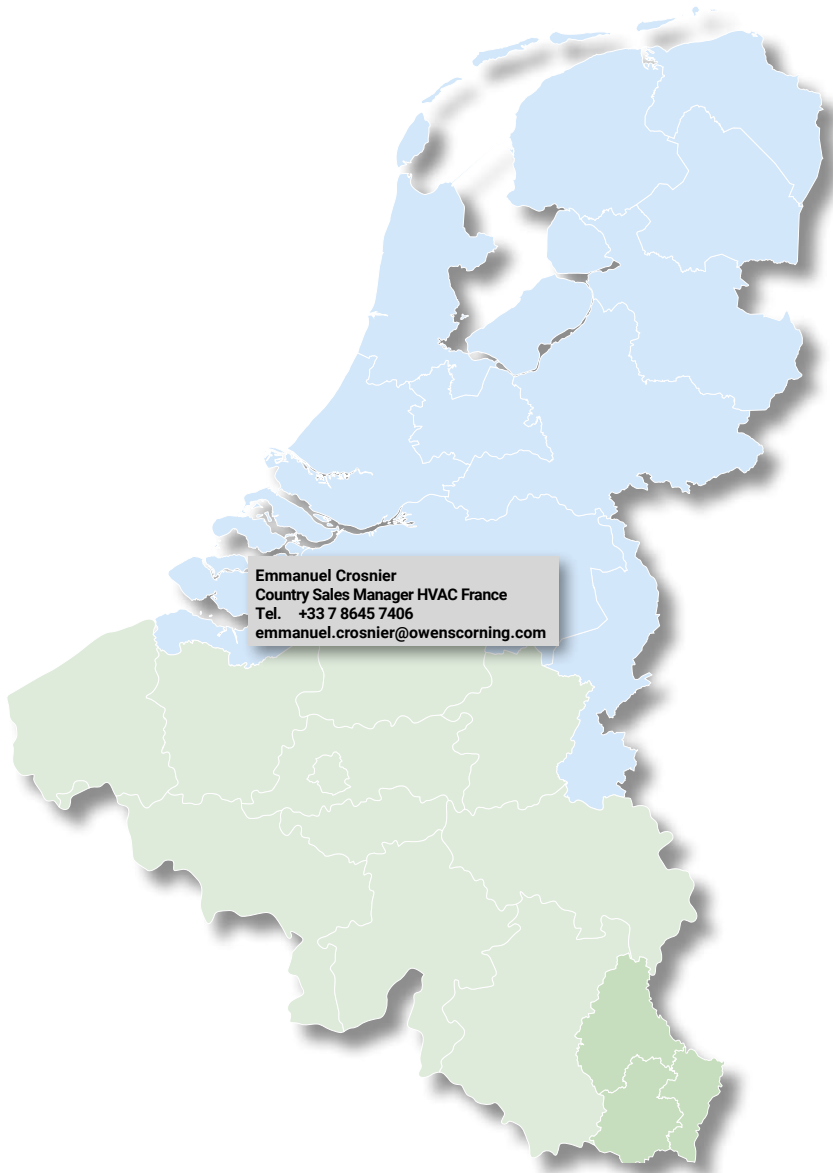 Emmanuel Crosnier
Country Sales Manager HVAC France
Tel. +33 7 8645 7406
emmanuel.crosnier@owenscorning.com